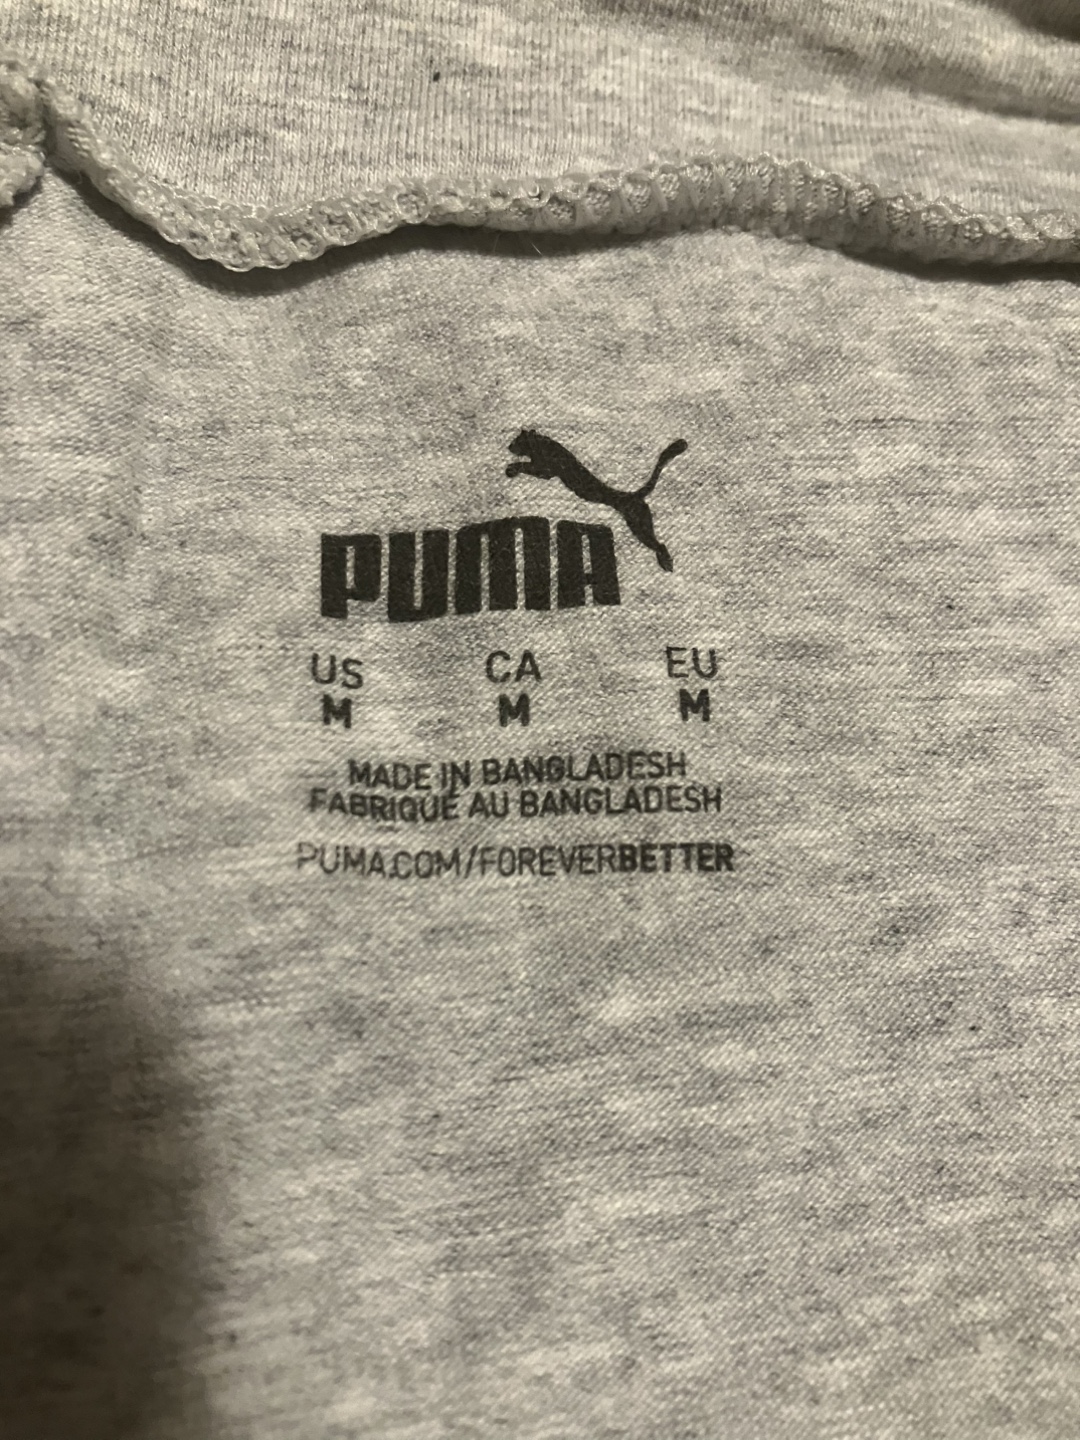 PUMA
US CA EU
M M M
MADE IN BANGLADESH
FABRIQUÉ AU BANGLADESH
PUMA.COM/FOREVERBETTER